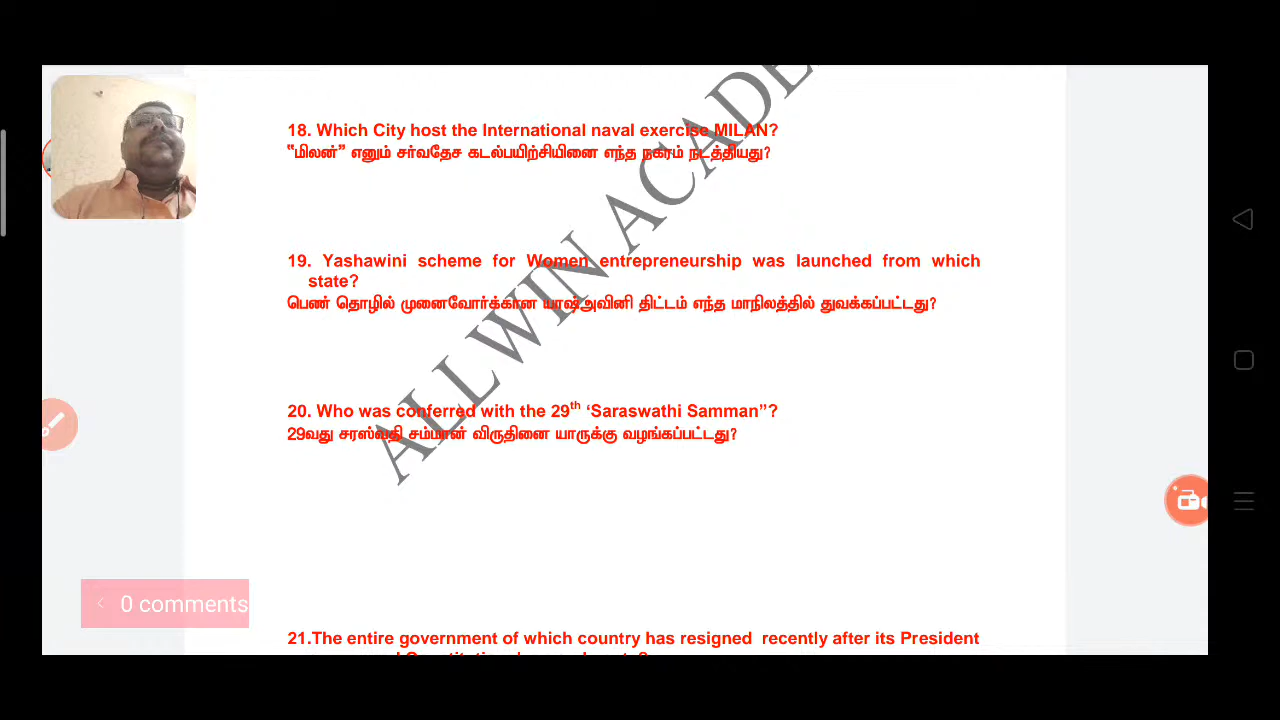 18. Which City host the International naval exercise MILAN?
"மிலன்" எனும் சர்வதேச கடல்பயிற்சியினை எந்த நகரம் நடத்தியது?
19. Yashawini scheme for Women entrepreneurship was launched from which
state?
பெண் தொழில் முனைவோர்க்கான யாஷ்அவினி திட்டம் எந்த மாநிலத்தில் துவக்கப்பட்டது?
20. Who was conferred with the 29th ‘Saraswathi Samman”?
29வது சரஸ்வதி சம்மான் விருதினை யாருக்கு வழங்கப்பட்டது?
ALLWIN ACADE
0 comments
21.The entire government of which country has resigned recently after its President